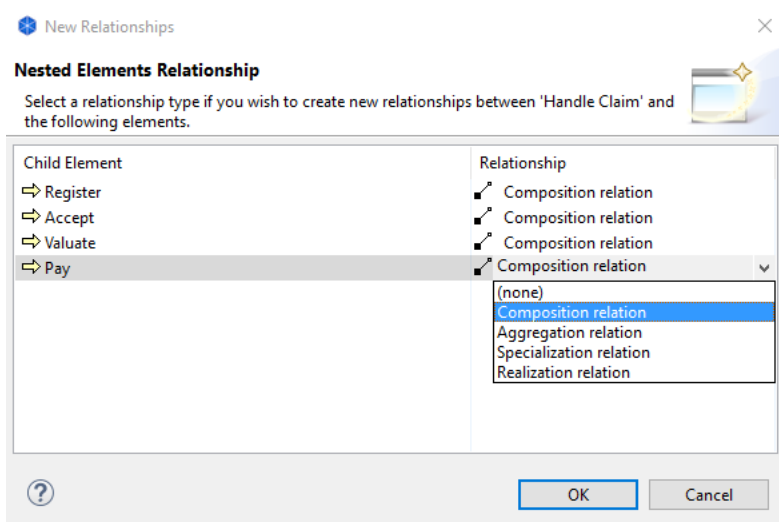 New Relationships
Nested Elements Relationship
Select a relationship type if you wish to create new relationships between 'Handle Claim' and
the following elements.
Child Element Relationship
Register Composition relation
Accept Composition relation
Valuate Composition relation
Pay Composition relation
(none)
Composition relation
Aggregation relation
Specialization relation
Realization relation
? OK Cancel